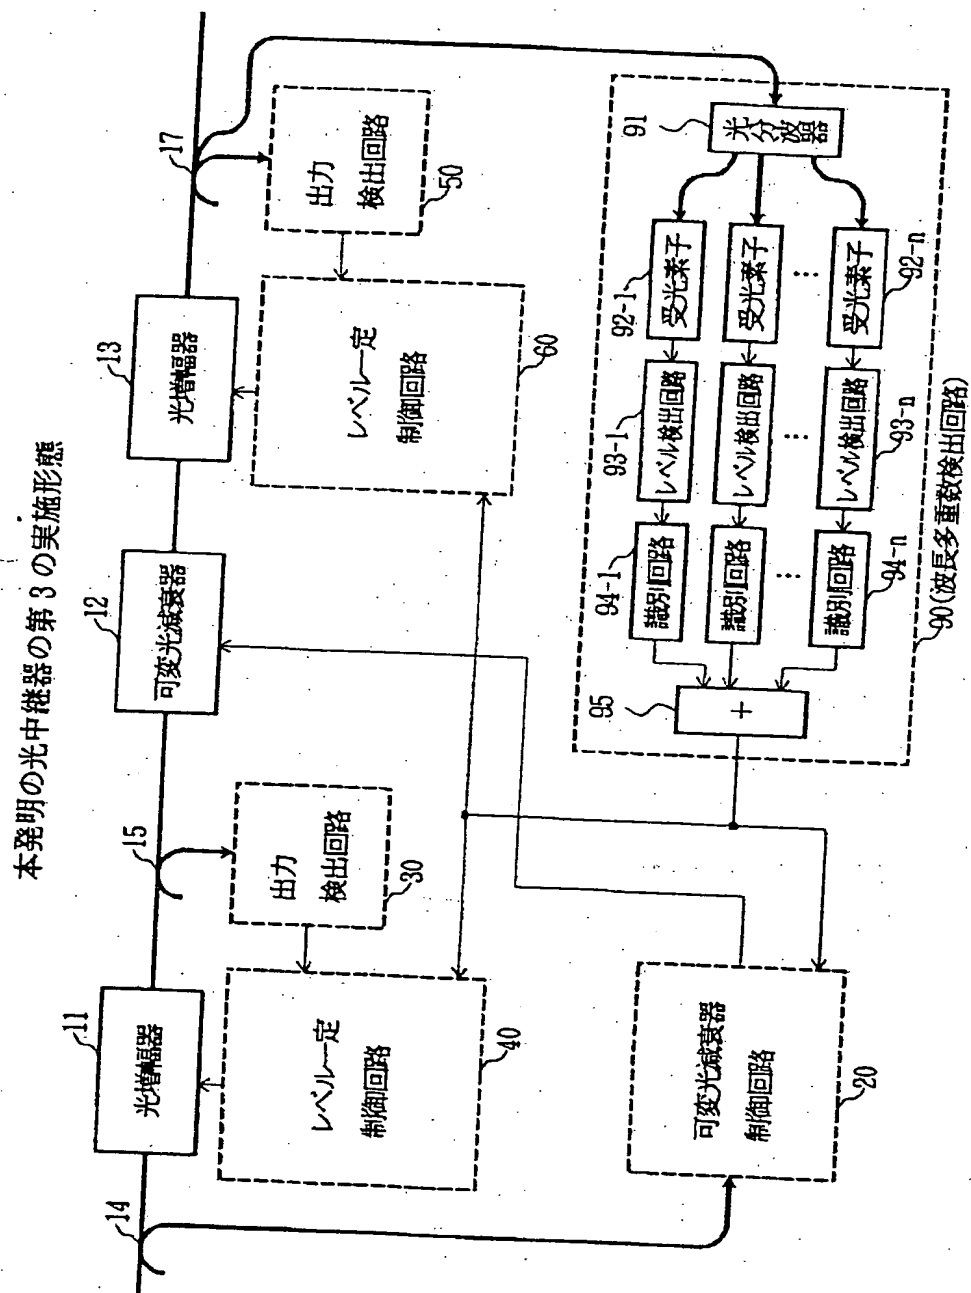 本発明の光中継器の第3の実施形態
14
11
光増幅器
15
12
可変光減衰器
13
光増幅器
17
レベル一定
制御回路
40
出力
検出回路
30
レベル一定
制御回路
60
出力
検出回路
50
可変光減衰器
制御回路
20
95
+
94-1
識別回路
93-1
レベル検出回路
92-1
受光素子
91
光分波器
識別回路
レベル検出回路
受光素子
…
…
…
識別回路
94-n
レベル検出回路
93-n
受光素子
92-n
90(波長多重数検出回路)